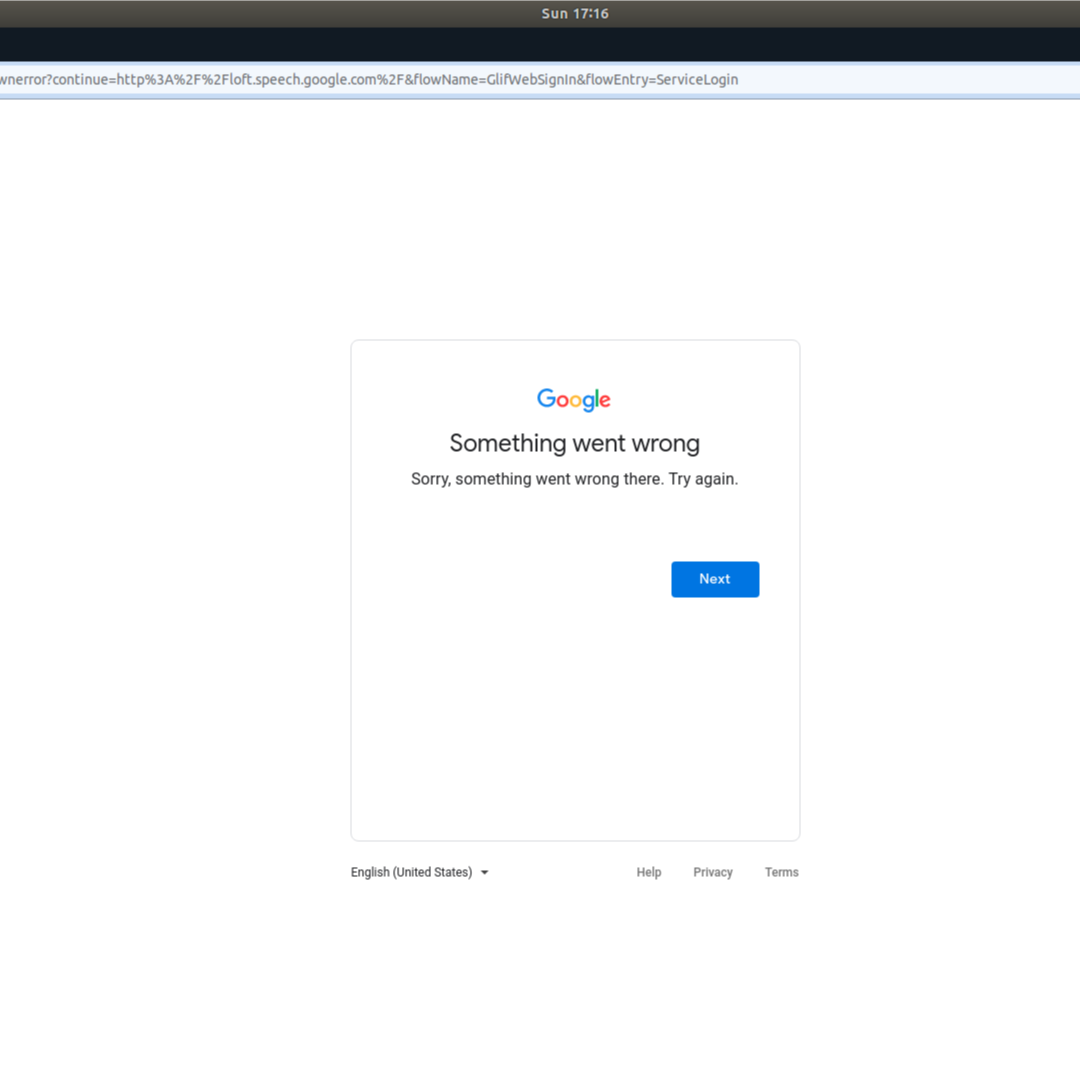 Sun 17:16
wnerror?continue=http%3A%2F%2Floft.speech.google.com%2F&flowName=GlifWebSignIn&flowEntry=ServiceLogin
Google
Something went wrong
Sorry, something went wrong there. Try again.
Next
English (United States) Help Privacy Terms